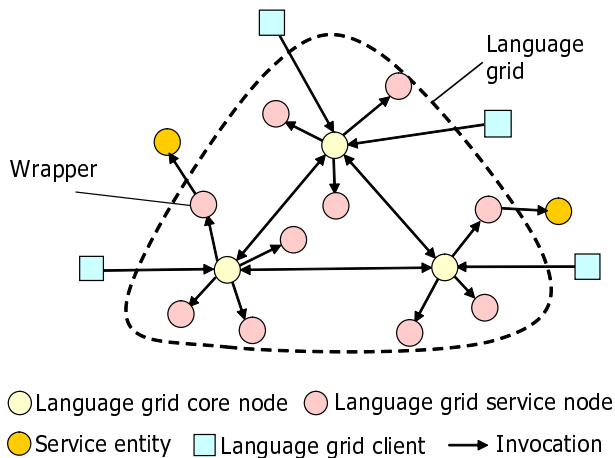 Language
grid
Wrapper
Language grid core node
Language grid service node
Service entity
Language grid client
Invocation